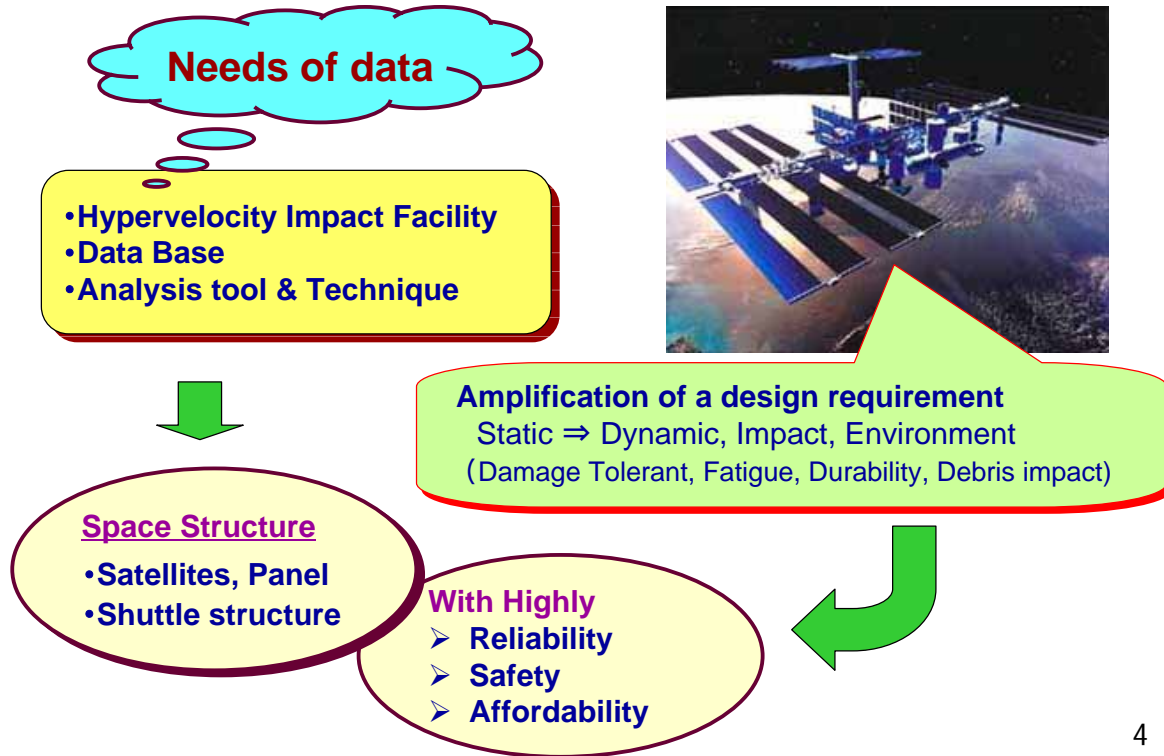 Needs of data
•Hypervelocity Impact Facility
•Data Base
•Analysis tool & Technique
Amplification of a design requirement
Static ⇒ Dynamic, Impact, Environment
(Damage Tolerant, Fatigue, Durability, Debris impact)
Space Structure
•Satellites, Panel
•Shuttle structure
With Highly
➢ Reliability
➢ Safety
➢ Affordability
4